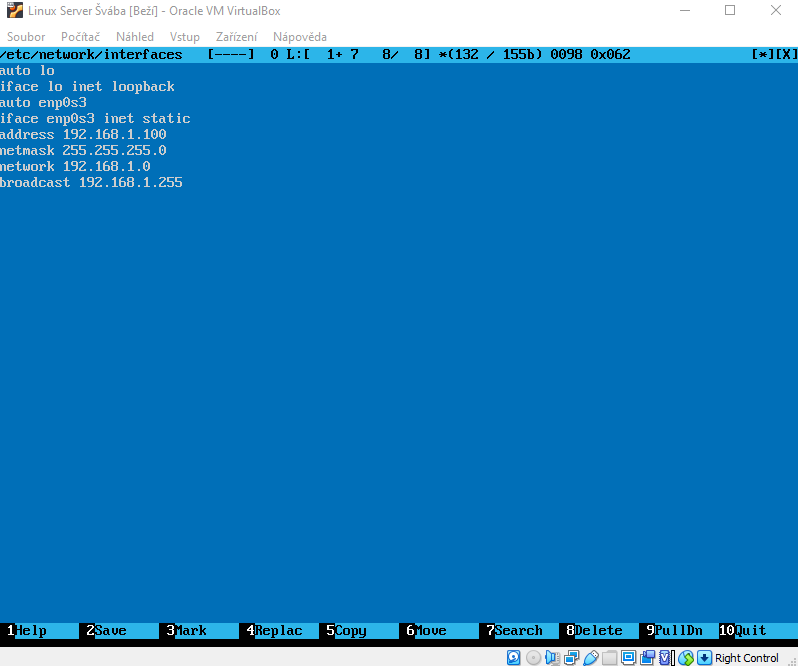 Linux Server Švába [Beží] - Oracle VM VirtualBox
Soubor Počítač Náhled Vstup Zařízení Nápověda
/etc/network/interfaces [----] 0 L:[ 1+ 7 8/ 8] *(132 / 155b) 0098 0x062 [*][X]
auto lo
iface lo inet loopback
auto enp0s3
iface enp0s3 inet static
address 192.168.1.100
netmask 255.255.255.0
network 192.168.1.0
broadcast 192.168.1.255
1Help 2Save 3Mark 4Replac 5Copy 6Move 7Search 8Delete 9PullDn 10Quit
Right Control